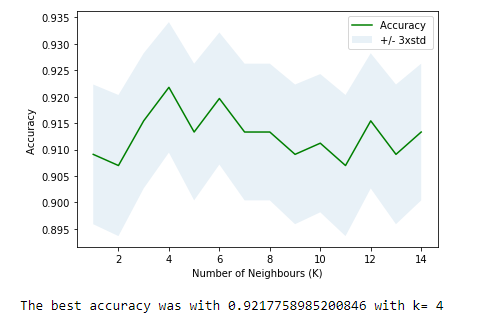 0.935
0.930
0.925
0.920
0.915
0.910
0.905
0.900
0.895
Accuracy
Accuracy
+/- 3xstd
2 4 6 8 10 12 14
Number of Neighbours (K)
The best accuracy was with 0.9217758985200846 with k= 4